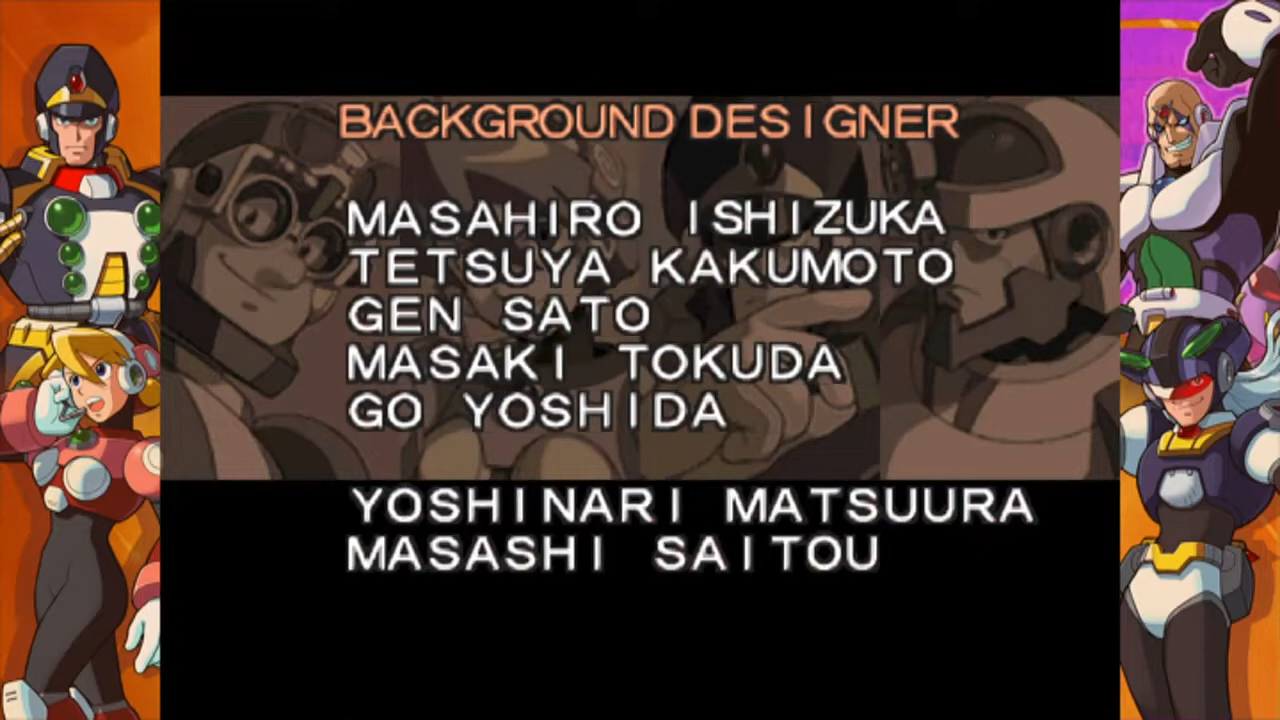 BACKGROUND DESIGNER
MASAHIRO ISHIZUKA
TETSUYA KAKUMOTO
GEN SATO
MASAKI TOKUDA
GO YOSHIDA
YOSHINARI MATSUURA
MASASHI SAITOU